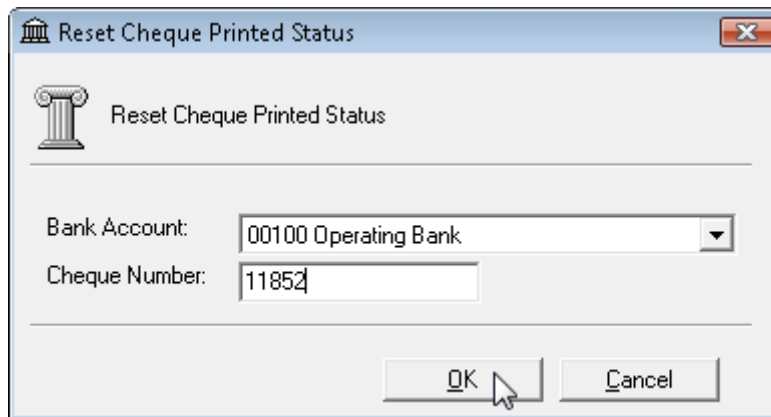 Reset Cheque Printed Status
Reset Cheque Printed Status
Bank Account: 00100 Operating Bank
Cheque Number: 11852
OK Cancel